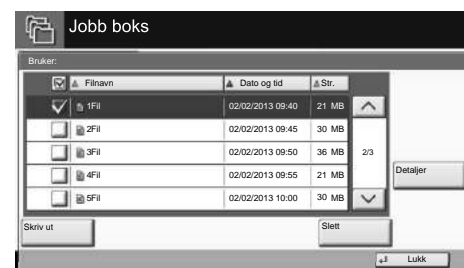 Jobb boks
Bruker:
Filnavn Dato og tid Str.
1Fil 02/02/2013 09:40 21 MB
2Fil 02/02/2013 09:45 30 MB
3Fil 02/02/2013 09:50 36 MB 2/3
4Fil 02/02/2013 09:55 21 MB
Detaljer
5Fil 02/02/2013 10:00 30 MB
Skriv ut Slett
Lukk